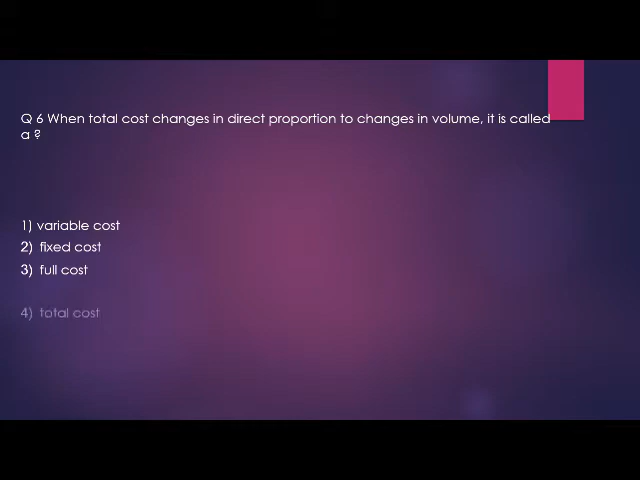 Q 6 When total cost changes in direct proportion to changes in volume, it is called
a ?
1) variable cost
2) fixed cost
3) full cost
4) total cost